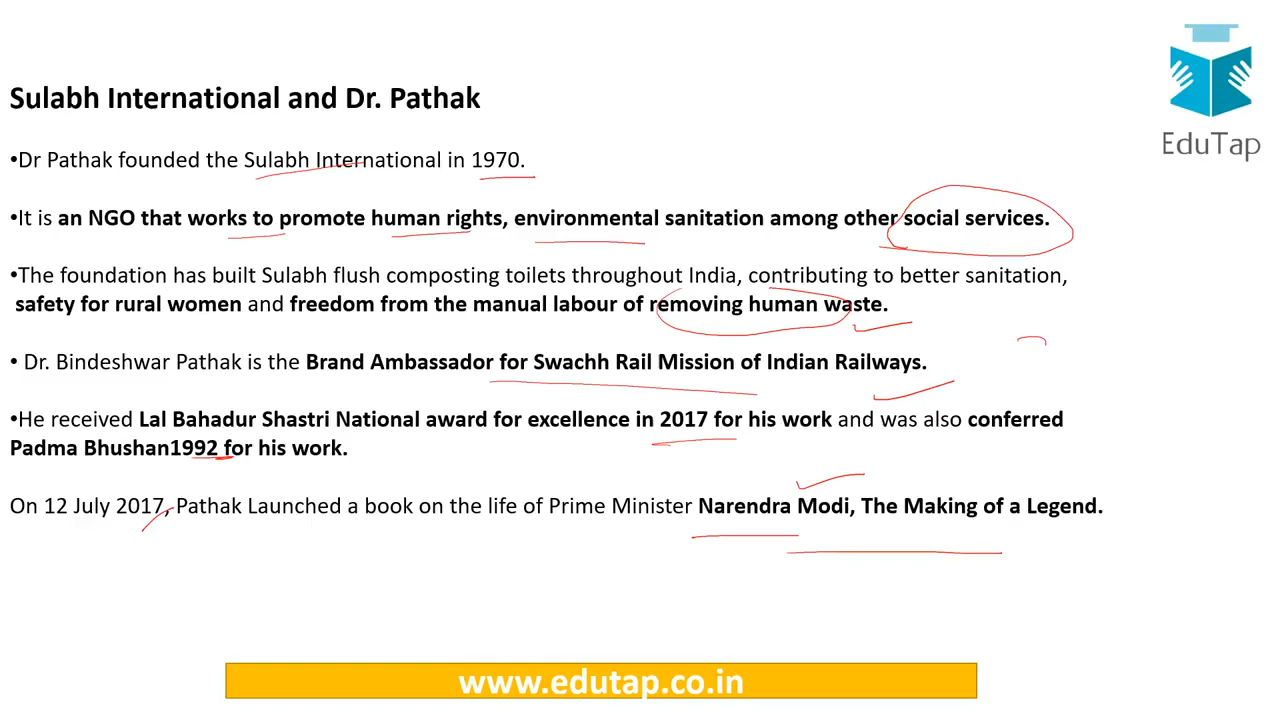 EduTap
Sulabh International and Dr. Pathak
•Dr Pathak founded the Sulabh International in 1970.
•It is an NGO that works to promote human rights, environmental sanitation among other social services.
•The foundation has built Sulabh flush composting toilets throughout India, contributing to better sanitation,
safety for rural women and freedom from the manual labour of removing human waste.
• Dr. Bindeshwar Pathak is the Brand Ambassador for Swachh Rail Mission of Indian Railways.
•He received Lal Bahadur Shastri National award for excellence in 2017 for his work and was also conferred
Padma Bhushan1992 for his work.
On 12 July 2017, Pathak Launched a book on the life of Prime Minister Narendra Modi, The Making of a Legend.
www.edutap.co.in